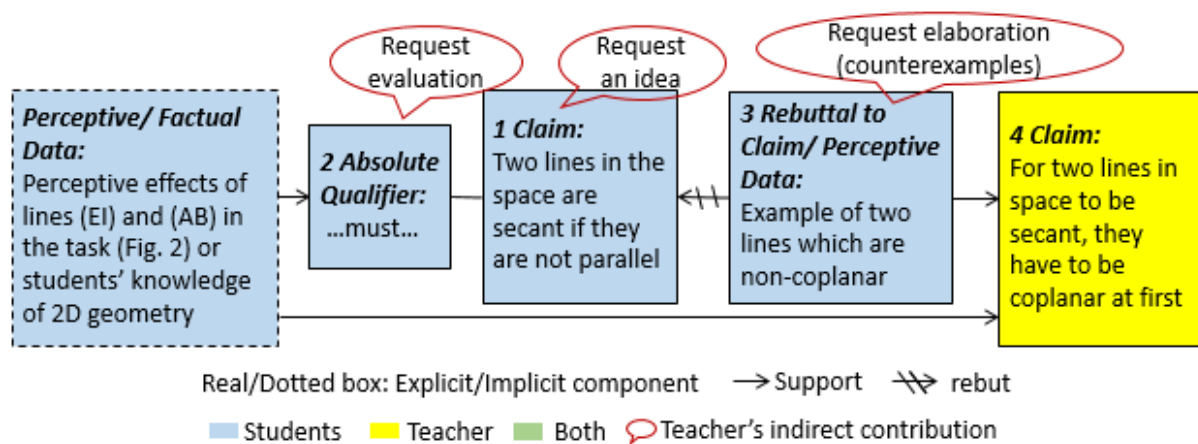 Request
evaluation
Request
an idea
Request elaboration
(counterexamples)
Perceptive/ Factual
Data:
Perceptive effects of
lines (EI) and (AB) in
the task (Fig. 2) or
students’ knowledge
of 2D geometry
2 Absolute
Qualifier:
...must...
1 Claim:
Two lines in the
space are
secant if they
are not parallel
3 Rebuttal to
Claim/ Perceptive
Data:
Example of two
lines which are
non-coplanar
4 Claim:
For two lines in
space to be
secant, they
have to be
coplanar at first
Real/Dotted box: Explicit/Implicit component Support rebut
Students Teacher Both Teacher’s indirect contribution